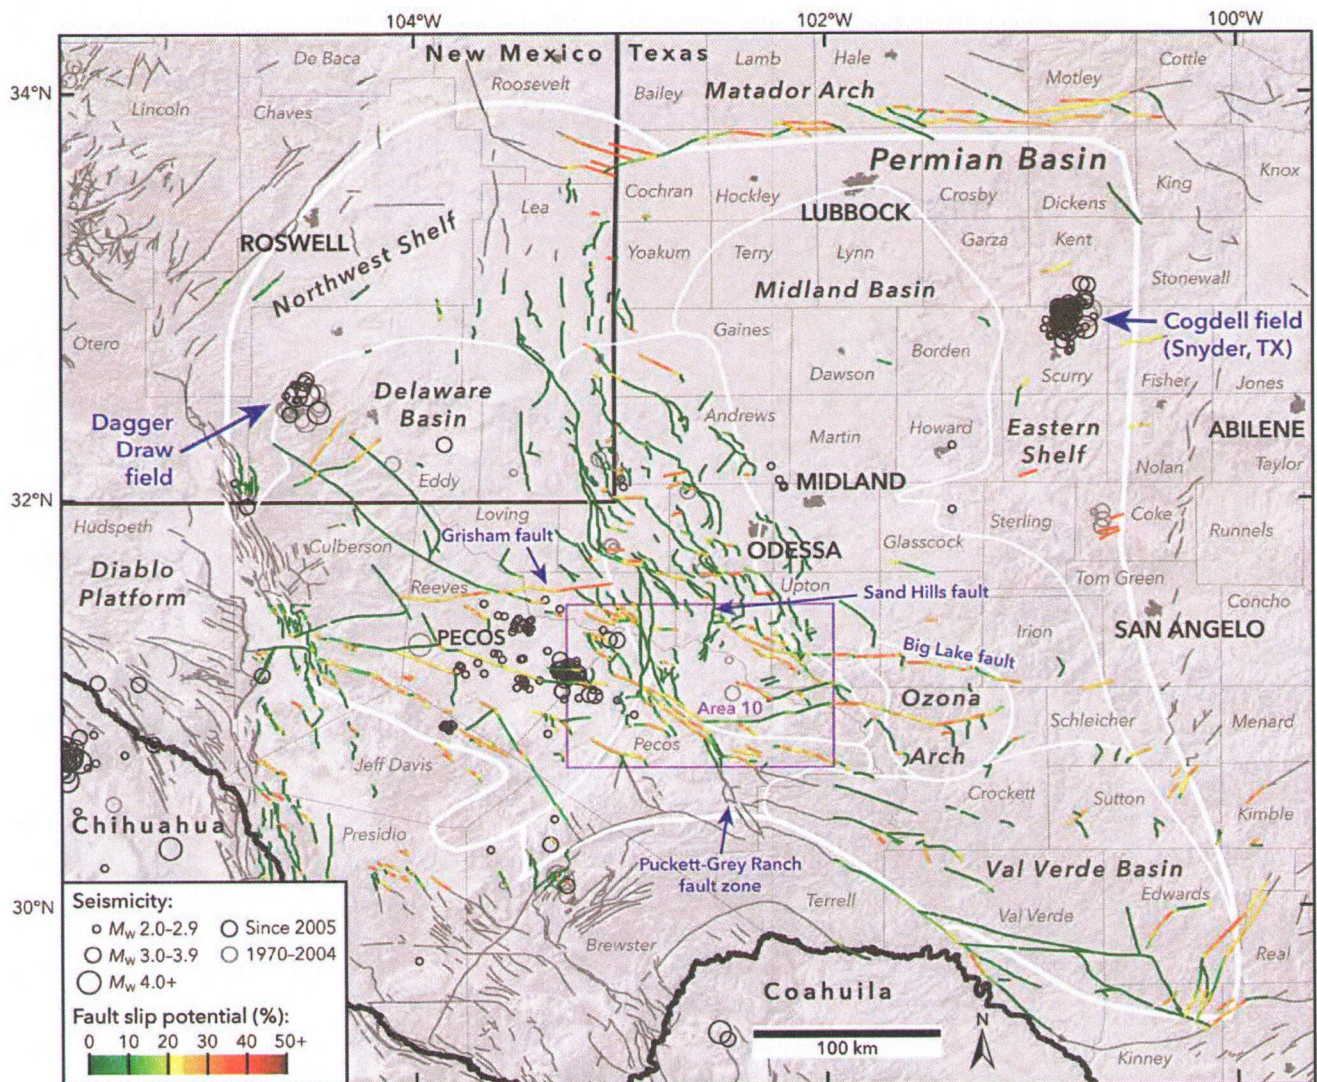 104°W
102°W
100°W
34°N
32°N
30°N
New Mexico
Texas
De Baca
Roosevelt
Lamb
Hale
Cottle
Motley
Bailey
Matador Arch
Lincoln
Chaves
Permian Basin
Knox
King
Cochran
Hockley
Crosby
Dickens
LUBBOCK
Lea
ROSWELL
Northwest Shelf
Yoakum
Terry
Lynn
Garza
Kent
Stonewall
Midland Basin
Otero
Gaines
Cogdell field
(Snyder, TX)
Borden
Dawson
Scurry
Fisher
Jones
Delaware
Basin
Dagger
Draw
field
Andrews
Martin
Howard
Eastern
Shelf
ABILENE
Nolan
Taylor
Eddy
MIDLAND
Hudspeth
Loving
Grisham fault
Culberson
ODESSA
Glasscock
Sterling
Coke
Runnels
Diablo
Platform
Reeves
Upton
Sand Hills fault
Tom Green
Concho
PECOS
Irion
SAN ANGELO
Big Lake fault
Area 10
Ozona
Arch
Schleicher
Menard
Pecos
Jeff Davis
Crockett
Sutton
Kimble
Chihuahua
Presidio
Puckett-Grey Ranch
fault zone
Val Verde Basin
Terrell
Val Verde
Edwards
Real
Brewster
Coahuila
Kinney
N
100 km
Seismicity:
Mw 2.0–2.9
Since 2005
Mw 3.0–3.9
1970–2004
Mw 4.0+
Fault slip potential (%):
0 10 20 30 40 50+